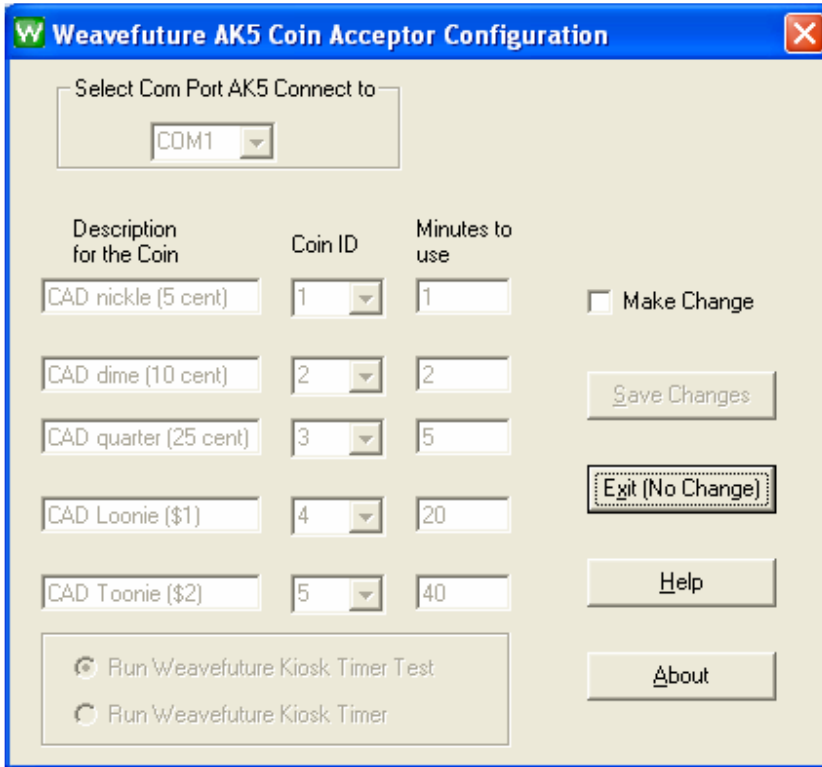 W Weavefuture AK5 Coin Acceptor Configuration
Select Com Port AK5 Connect to
COM1
Description
for the Coin
Coin ID
Minutes to
use
CAD nickle (5 cent)
1
1
Make Change
CAD dime (10 cent)
2
2
Save Changes
CAD quarter (25 cent)
3
5
Exit (No Change)
CAD Loonie ($1)
4
20
Help
CAD Toonie ($2)
5
40
Run Weavefuture Kiosk Timer Test
About
Run Weavefuture Kiosk Timer